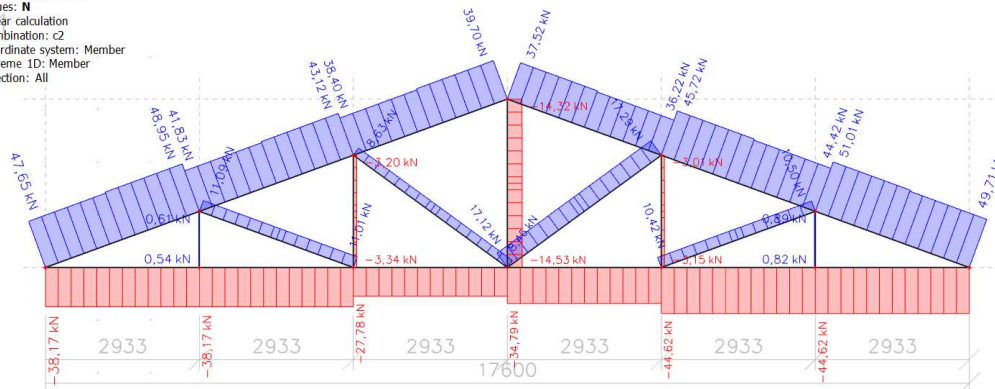 ues: N
ear calculation
mbination: c2
ordinate system: Member
reme 1D: Member
ection: All
39,70 kN
37,52 kN
38,40 kN
43,12 kN
36,22 kN
45,72 kN
-14,32 kN
17,29 kN
41,83 kN
48,95 kN
44,42 kN
51,01 kN
8,63 kN
-3,20 kN
-3,01 kN
47,65 kN
11,09 kN
10,50 kN
49,71
0,61 kN
0,89 kN
11,01 kN
17,12 kN
10,42 kN
0,54 kN
-3,34 kN
-14,53 kN
-3,15 kN
0,82 kN
-38,17 kN
-38,17 kN
-27,78 kN
-34,79 kN
-44,62 kN
-44,62 kN
2933
2933
2933
2933
2933
2933
17600